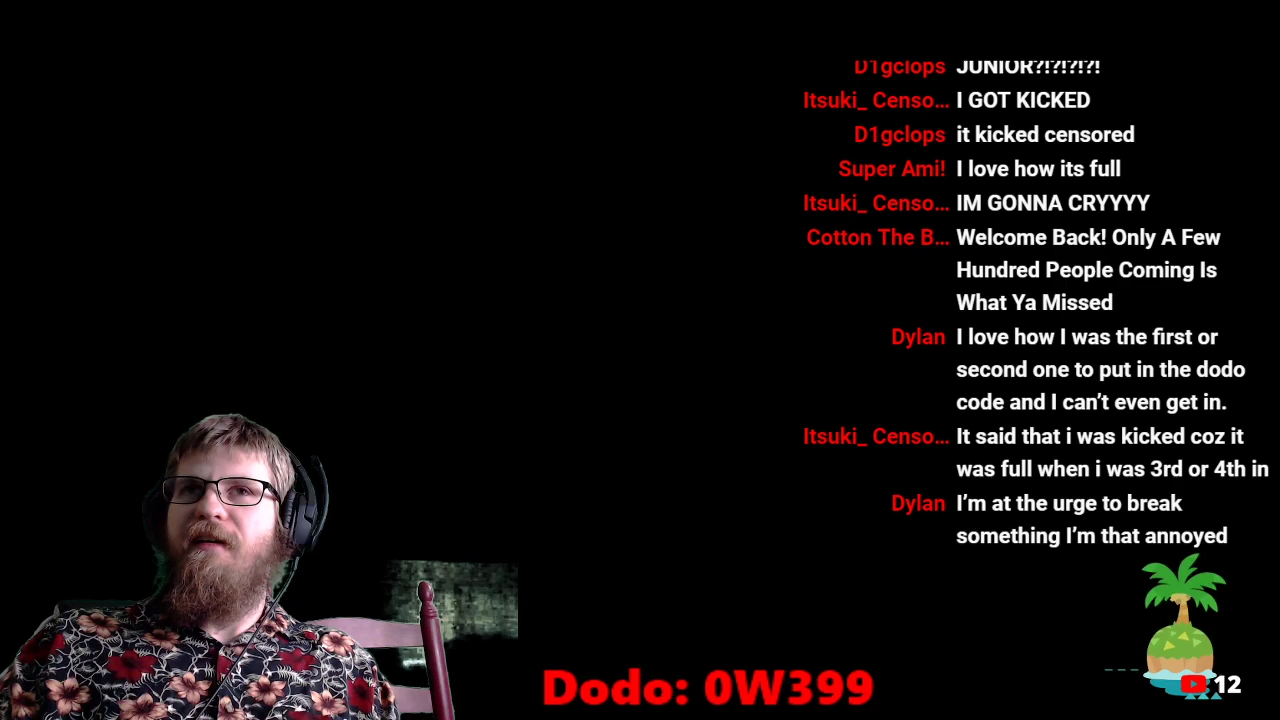 D1gclops JUNIOR?!?!?!?!
Itsuki_ Censo... I GOT KICKED
D1gclops it kicked censored
Super Ami! I love how its full
Itsuki_ Censo... IM GONNA CRYYYY
Cotton The B... Welcome Back! Only A Few
Hundred People Coming Is
What Ya Missed
Dylan I love how I was the first or
second one to put in the dodo
code and I can’t even get in.
Itsuki_ Censo... It said that i was kicked coz it
was full when i was 3rd or 4th in
Dylan I’m at the urge to break
something I’m that annoyed
Dodo: 0W399
12